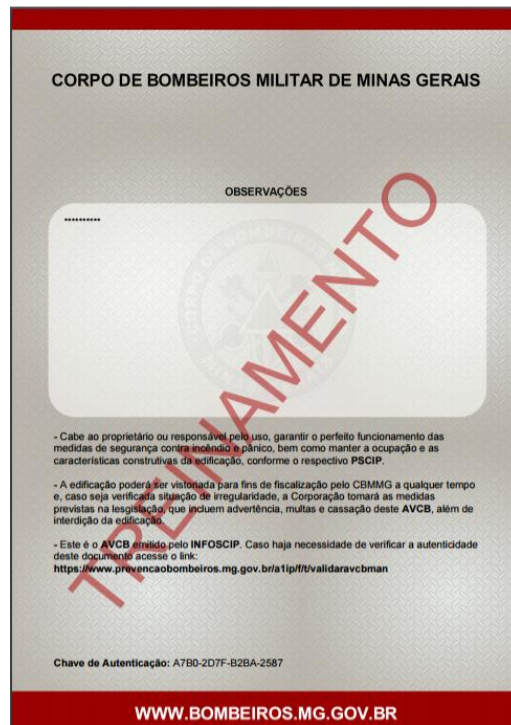 CORPO DE BOMBEIROS MILITAR DE MINAS GERAIS
OBSERVAÇÕES
**********
TREINAMENTO
- Cabe ao proprietário ou responsável pelo uso, garantir o perfeito funcionamento das
medidas de segurança contra incêndio e pânico, bem como manter a ocupação e as
características construtivas da edificação, conforme o respectivo PSCIP.
- A edificação poderá ser vistoriada para fins de fiscalização pelo CBMMG a qualquer tempo
e, caso seja verificada situação de irregularidade, a Corporação tomará as medidas
previstas na lesgislação, que incluem advertência, multas e cassação deste AVCB, além de
interdição da edificação.
- Este é o AVCB emitido pelo INFOSCIP. Caso haja necessidade de verificar a autenticidade
deste documento acesse o link:
https://www.prevencaobombeiros.mg.gov.br/a1ip/f/t/validaravcbman
Chave de Autenticação: A7B0-2D7F-B2BA-2587
WWW.BOMBEIROS.MG.GOV.BR